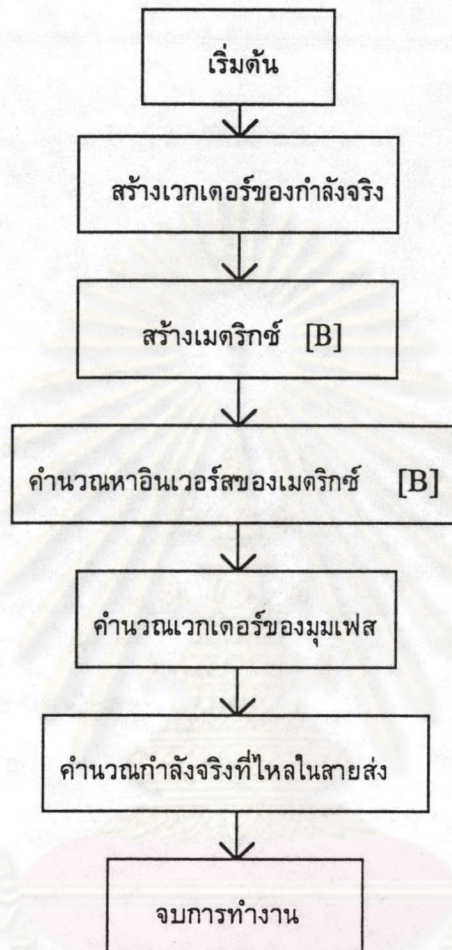 เริ่มต้น
สร้างเวกเตอร์ของกำลังจริง
สร้างเมตริกซ์ [B]
คำนวณหาอินเวอร์สของเมตริกซ์ [B]
คำนวณเวกเตอร์ของมุมเฟส
คำนวณกำลังจริงที่ไหลในสายส่ง
จบการทำงาน